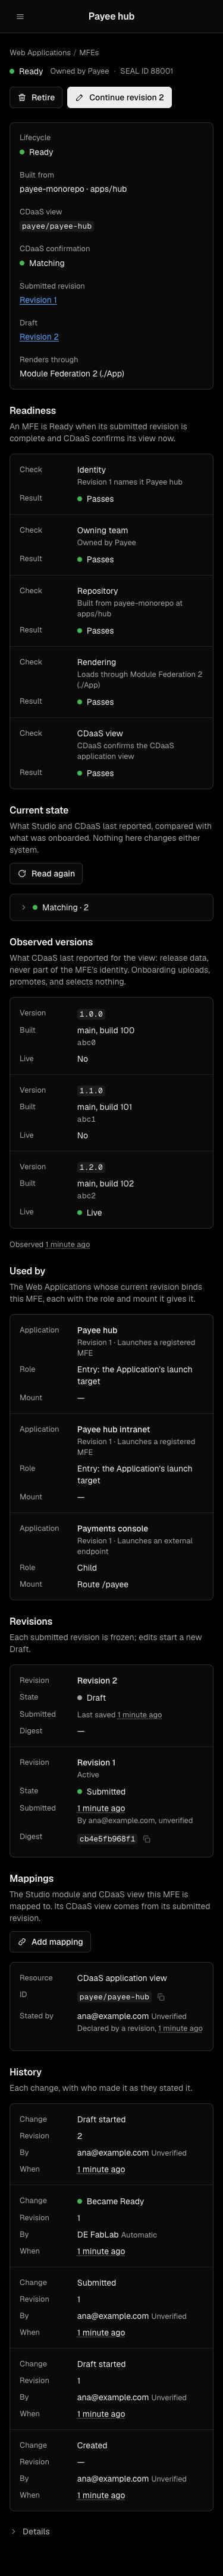 Payee hub
Web Applications / MFEs
Ready Owned by Payee · SEAL ID 88001
Retire
Continue revision 2
Lifecycle
Ready
Built from
payee-monorepo · apps/hub
CDaaS view
payee/payee-hub
CDaaS confirmation
Matching
Submitted revision
Revision 1
Draft
Revision 2
Renders through
Module Federation 2 (./App)
Readiness
An MFE is Ready when its submitted revision is
complete and CDaaS confirms its view now.
Check Identity
Revision 1 names it Payee hub
Result Passes
Check Owning team
Owned by Payee
Result Passes
Check Repository
Built from payee-monorepo at
apps/hub
Result Passes
Check Rendering
Loads through Module Federation 2
(./App)
Result Passes
Check CDaaS view
CDaaS confirms the CDaaS
application view
Result Passes
Current state
What Studio and CDaaS last reported, compared with
what was onboarded. Nothing here changes either
system.
Read again
Matching · 2
Observed versions
What CDaaS last reported for the view: release data,
never part of the MFE's identity. Onboarding uploads,
promotes, and selects nothing.
Version 1.0.0
Built main, build 100
abc0
Live No
Version 1.1.0
Built main, build 101
abc1
Live No
Version 1.2.0
Built main, build 102
abc2
Live Live
Observed 1 minute ago
Used by
The Web Applications whose current revision binds
this MFE, each with the role and mount it gives it.
Application Payee hub
Revision 1 · Launches a registered
MFE
Role Entry: the Application's launch
target
Mount —
Application Payee hub intranet
Revision 1 · Launches a registered
MFE
Role Entry: the Application's launch
target
Mount —
Application Payments console
Revision 1 · Launches an external
endpoint
Role Child
Mount Route /payee
Revisions
Each submitted revision is frozen; edits start a new
Draft.
Revision Revision 2
State Draft
Submitted Last saved 1 minute ago
Digest —
Revision Revision 1
Active
State Submitted
Submitted 1 minute ago
By ana@example.com, unverified
Digest cb4e5fb968f1
Mappings
The Studio module and CDaaS view this MFE is
mapped to. Its CDaaS view comes from its submitted
revision.
Add mapping
Resource CDaaS application view
ID payee/payee-hub
Stated by ana@example.com Unverified
Declared by a revision, 1 minute ago
History
Each change, with who made it as they stated it.
Change Draft started
Revision 2
By ana@example.com Unverified
When 1 minute ago
Change Became Ready
Revision 1
By DE FabLab Automatic
When 1 minute ago
Change Submitted
Revision 1
By ana@example.com Unverified
When 1 minute ago
Change Draft started
Revision 1
By ana@example.com Unverified
When 1 minute ago
Change Created
Revision —
By ana@example.com Unverified
When 1 minute ago
Details